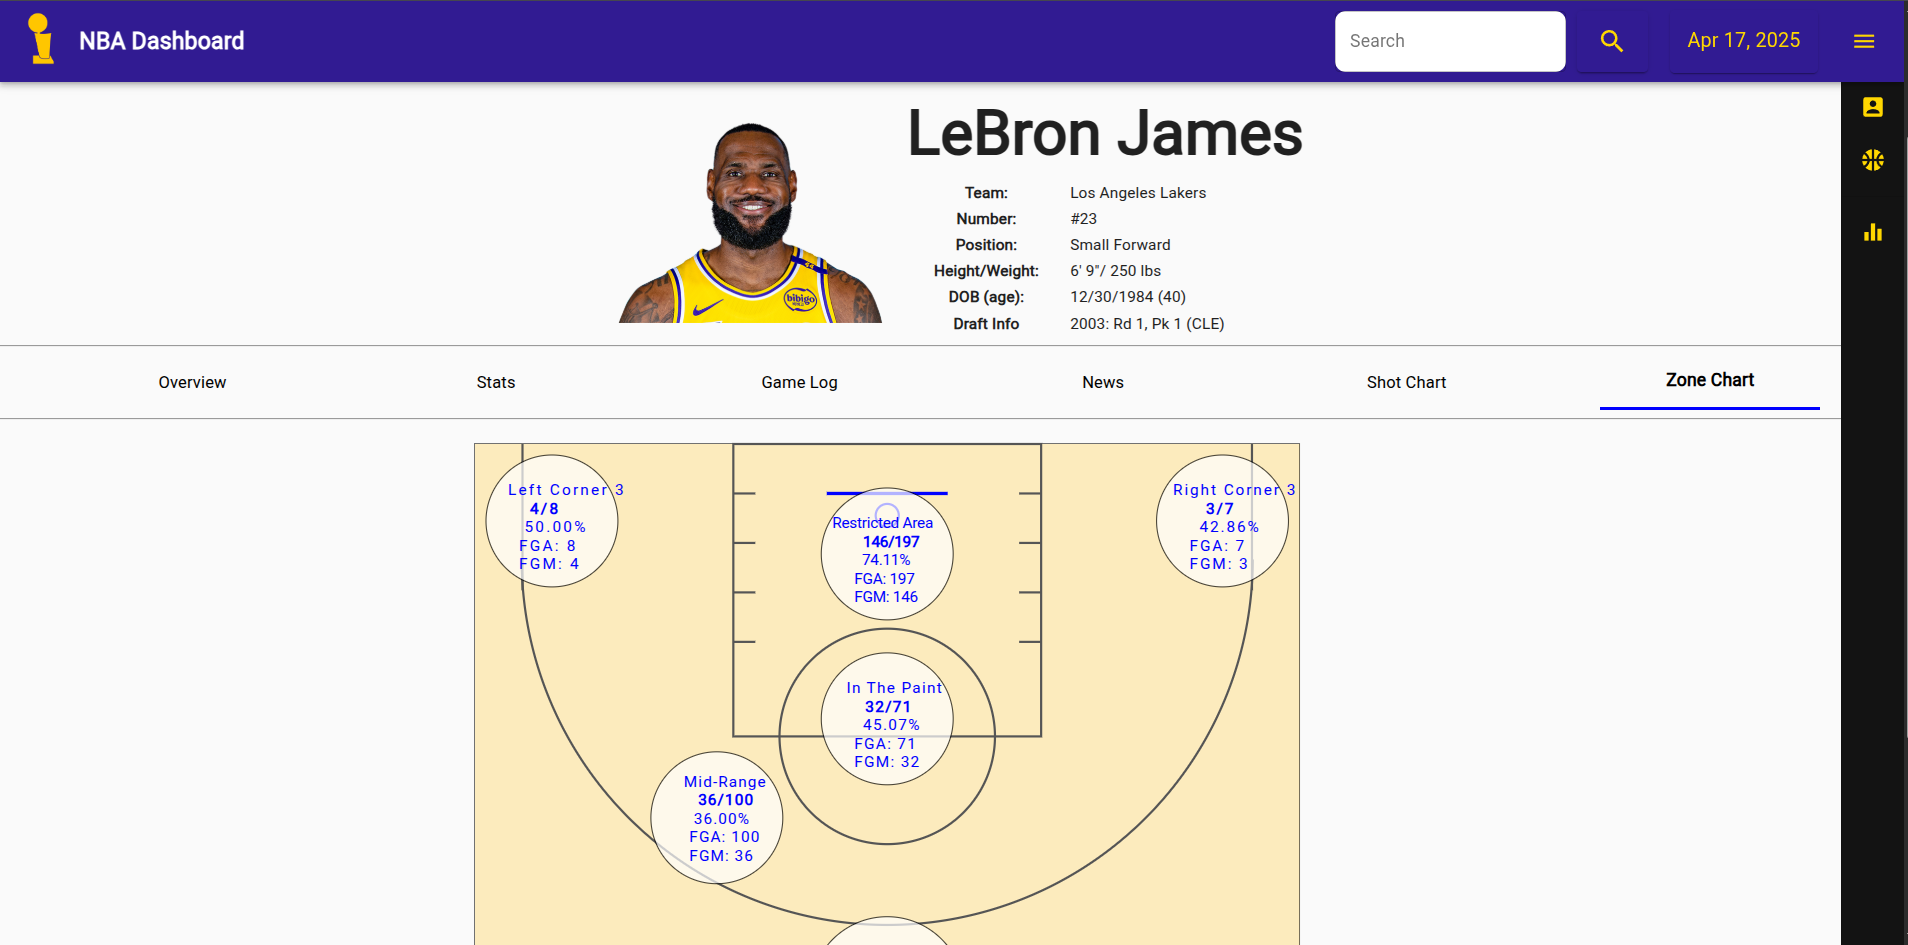 NBA Dashboard
Search
Apr 17, 2025
LeBron James
Team: Los Angeles Lakers
Number: #23
Position: Small Forward
Height/Weight: 6' 9"/ 250 lbs
DOB (age): 12/30/1984 (40)
Draft Info 2003: Rd 1, Pk 1 (CLE)
bibigo
Overview Stats Game Log News Shot Chart Zone Chart
Left Corner 3
4/8
50.00%
FGA: 8
FGM: 4
Right Corner 3
3/7
42.86%
FGA: 7
FGM: 3
Restricted Area
146/197
74.11%
FGA: 197
FGM: 146
In The Paint
32/71
45.07%
FGA: 71
FGM: 32
Mid-Range
36/100
36.00%
FGA: 100
FGM: 36